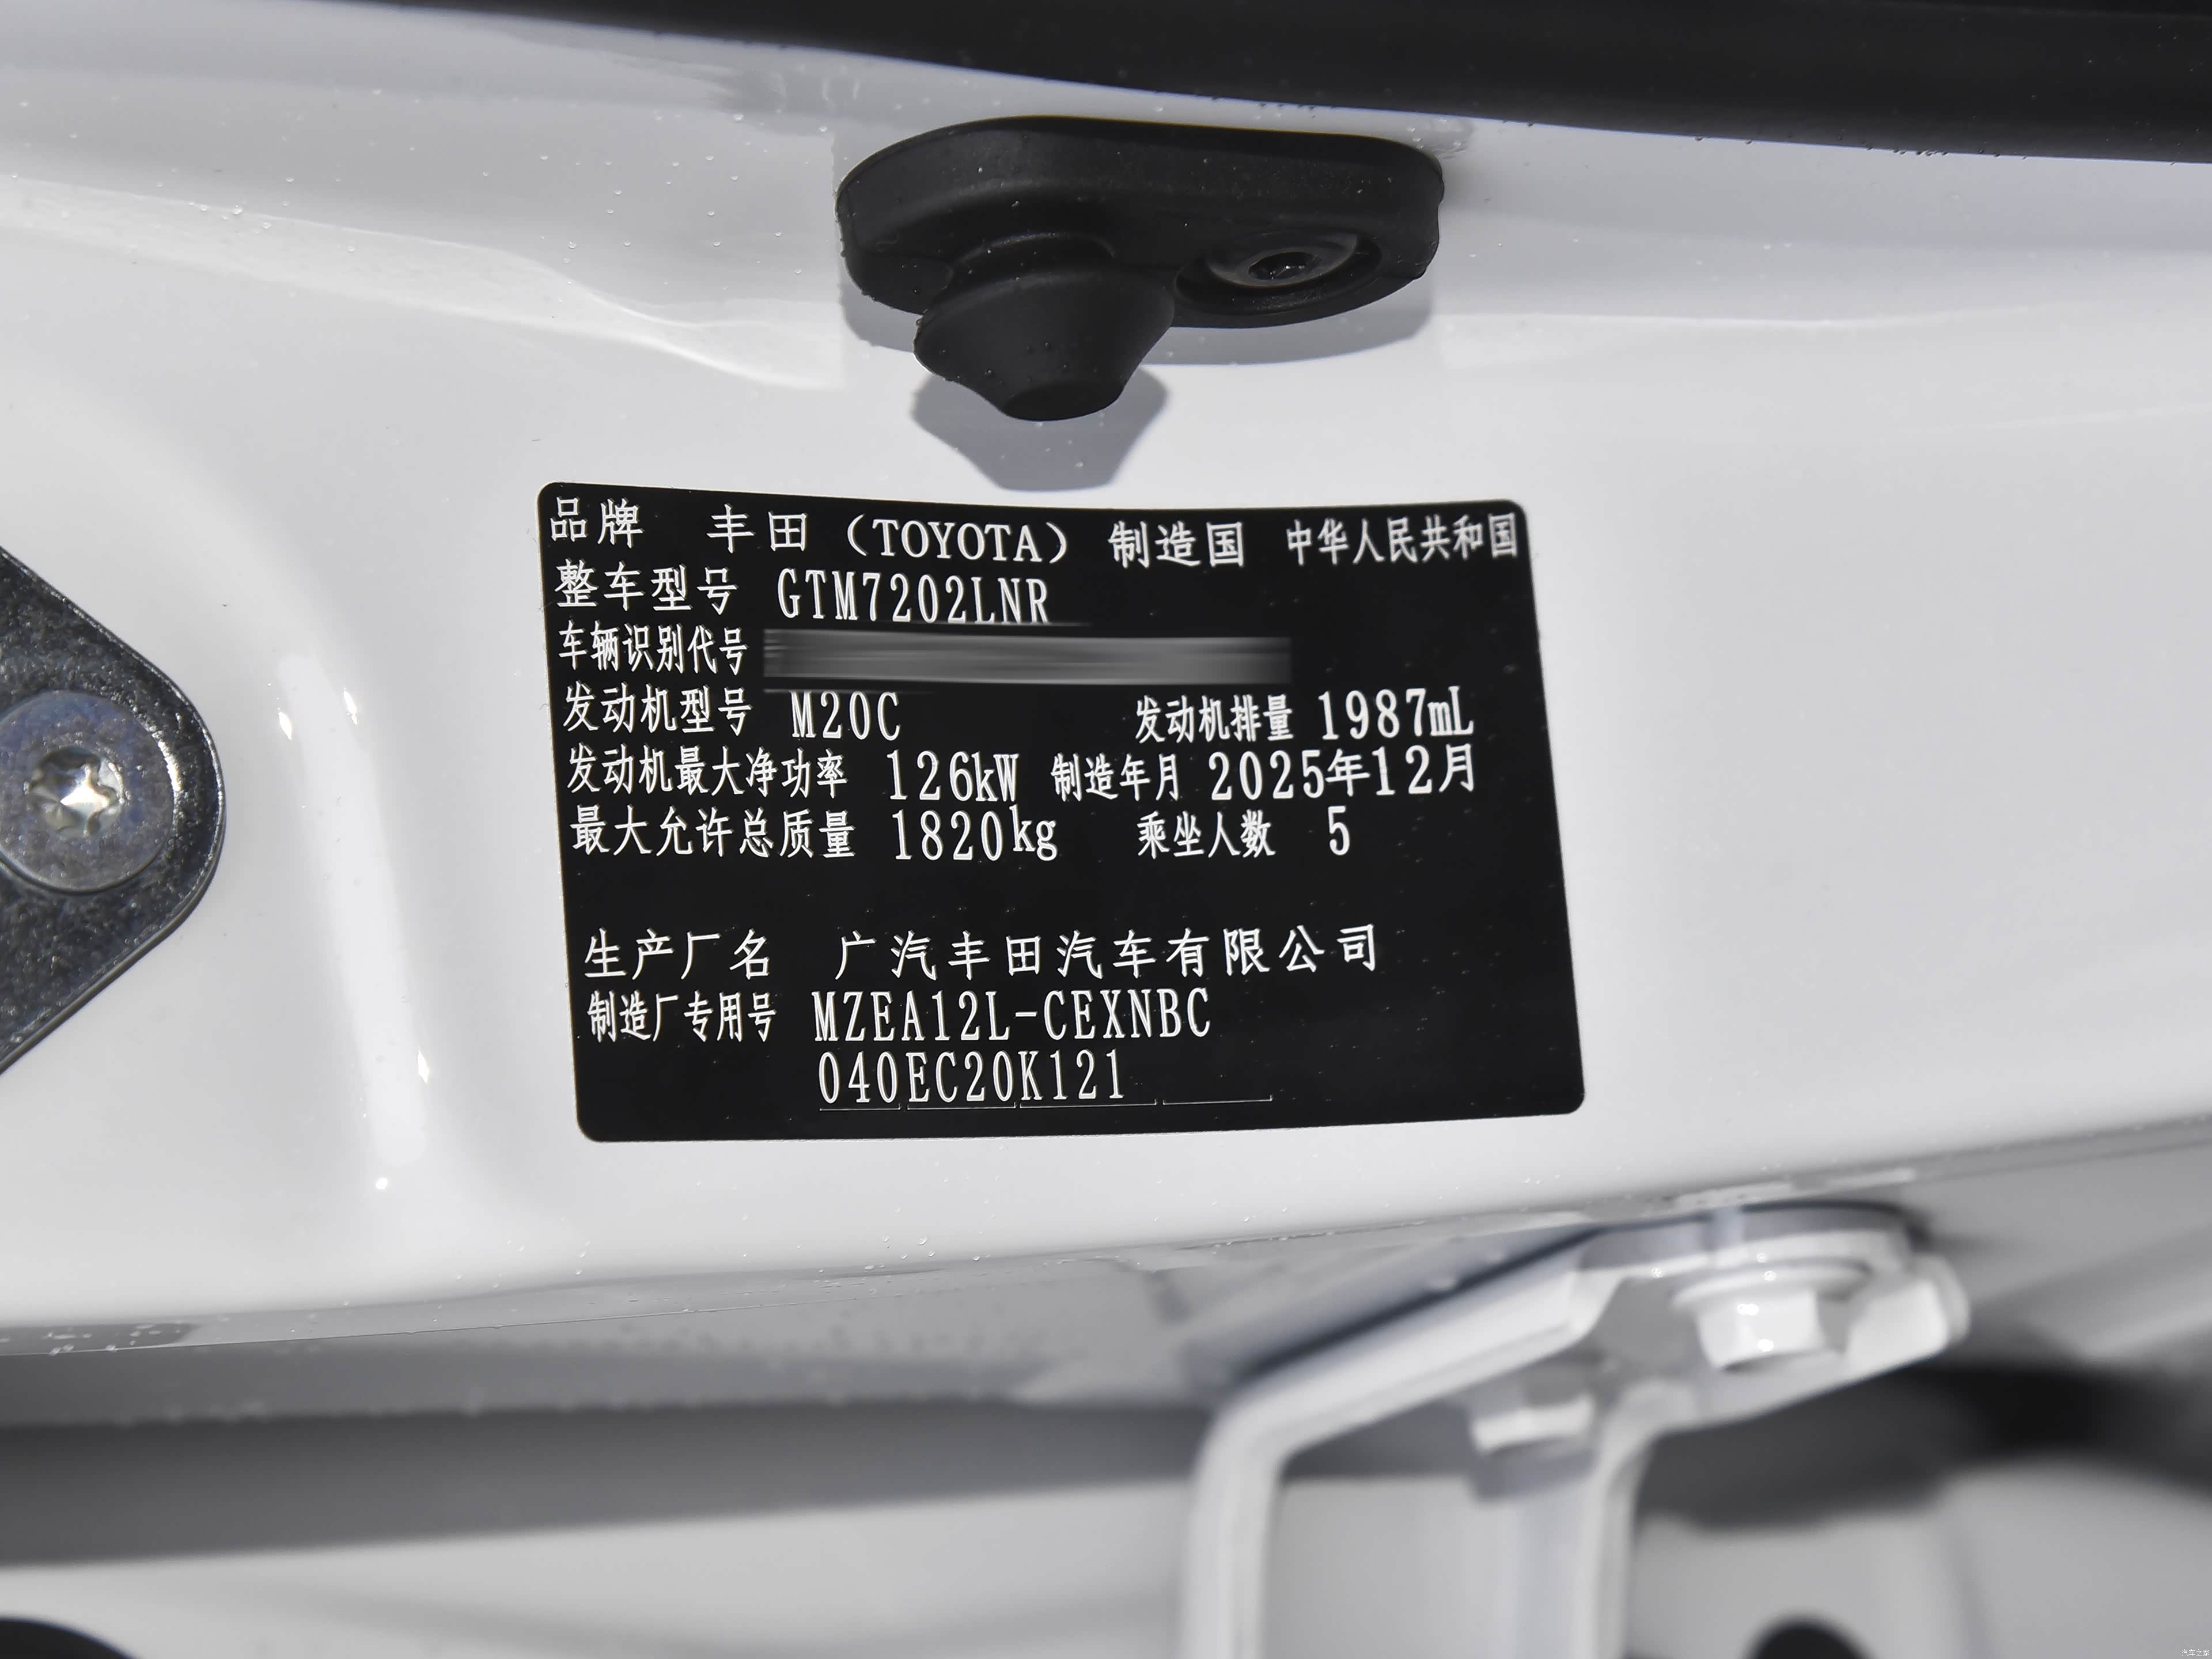 品牌 丰田（TOYOTA） 制造国 中华人民共和国
整车型号 GTM7202LNR
车辆识别代号
发动机型号 M20C 发动机排量 1987mL
发动机最大净功率 126kW 制造年月 2025年12月
最大允许总质量 1820kg 乘坐人数 5
生产厂名 广汽丰田汽车有限公司
制造厂专用号 MZEA12L-CEXNBC
040EC20K121
汽车之家